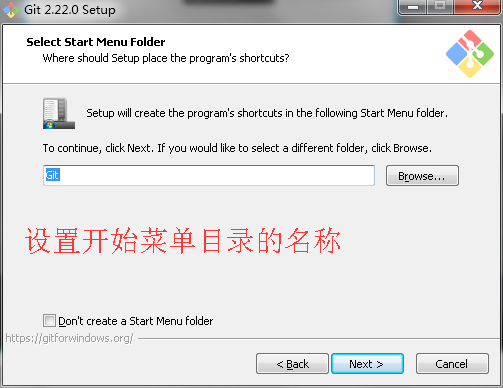 Git 2.22.0 Setup
Select Start Menu Folder
Where should Setup place the program's shortcuts?
Setup will create the program's shortcuts in the following Start Menu folder.
To continue, click Next. If you would like to select a different folder, click Browse.
Git
Browse...
设置开始菜单目录的名称
Don't create a Start Menu folder
https://gitforwindows.org/
< Back
Next >
Cancel